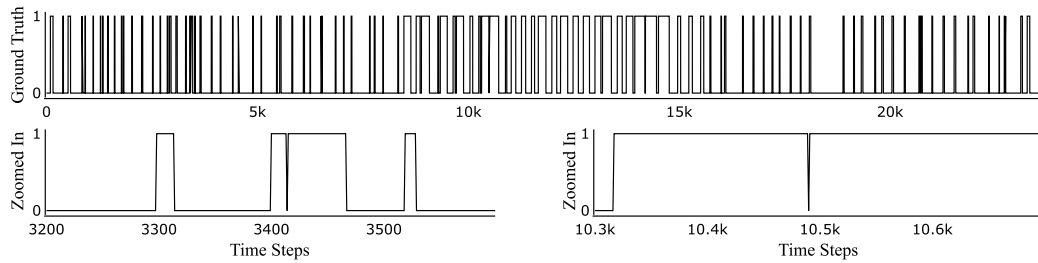 Ground Truth
1
0
0 5k 10k 15k 20k
Zoomed In
1
0
3200 3300 3400 3500
Time Steps
Zoomed In
1
0
10.3k 10.4k 10.5k 10.6k
Time Steps